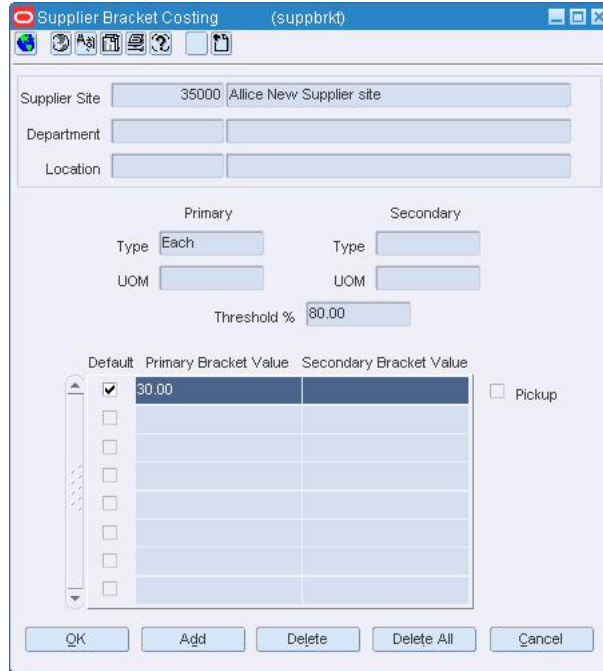 Supplier Bracket Costing (suppbrkt)
Supplier Site 35000 Allice New Supplier site
Department
Location
Primary Secondary
Type Each Type
UOM UOM
Threshold % 80.00
Default Primary Bracket Value Secondary Bracket Value
30.00
Pickup
OK Add Delete Delete All Cancel